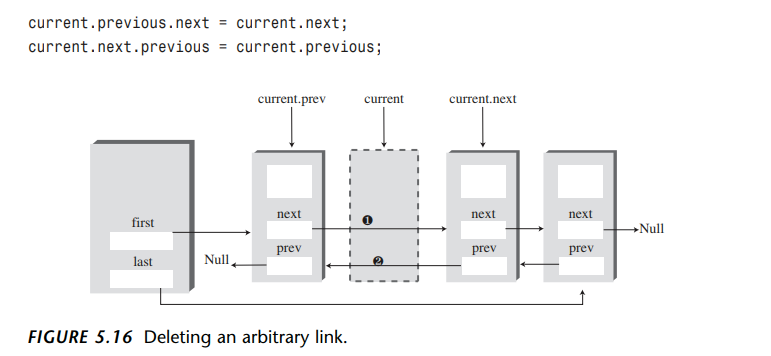 current.previous.next = current.next;
current.next.previous = current.previous;
current.prev current current.next
first next ❶ next next Null
last Null prev ❷ prev prev
FIGURE 5.16 Deleting an arbitrary link.